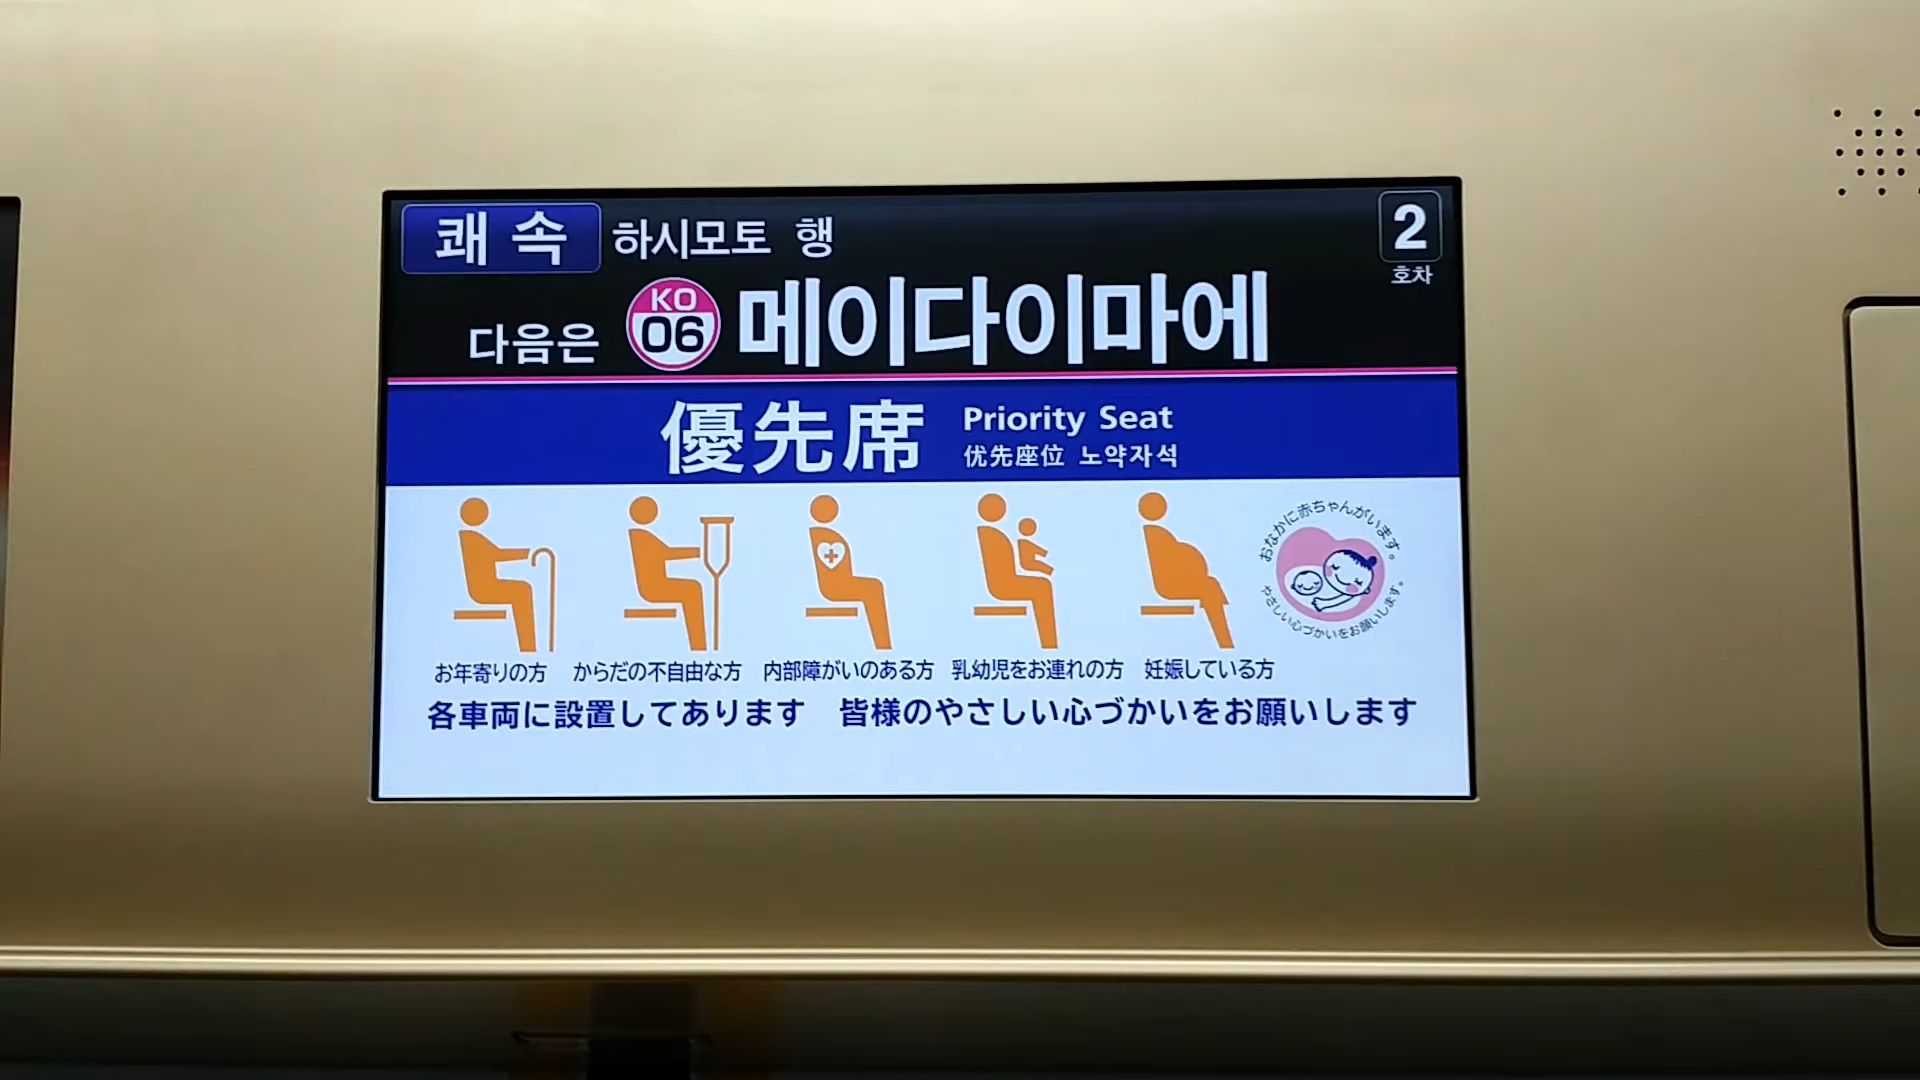 쾌속 하시모토 행
2
호차
다음은 KO 06 메이다이마에
優先席 Priority Seat
优先座位 노약자석
おなかに赤ちゃんがいます。
やさしい心づかいをお願いします。
お年寄りの方 からだの不自由な方 内部障がいのある方 乳幼児をお連れの方 妊娠している方
各車両に設置してあります 皆様のやさしい心づかいをお願いします